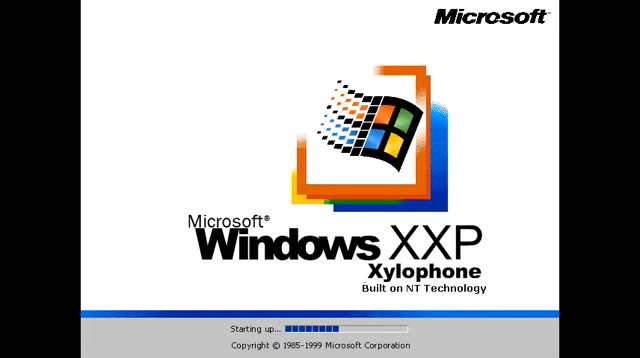 Microsoft
Microsoft®
Windows XXP
Xylophone
Built on NT Technology
Starting up...
Copyright © 1985-1999 Microsoft Corporation